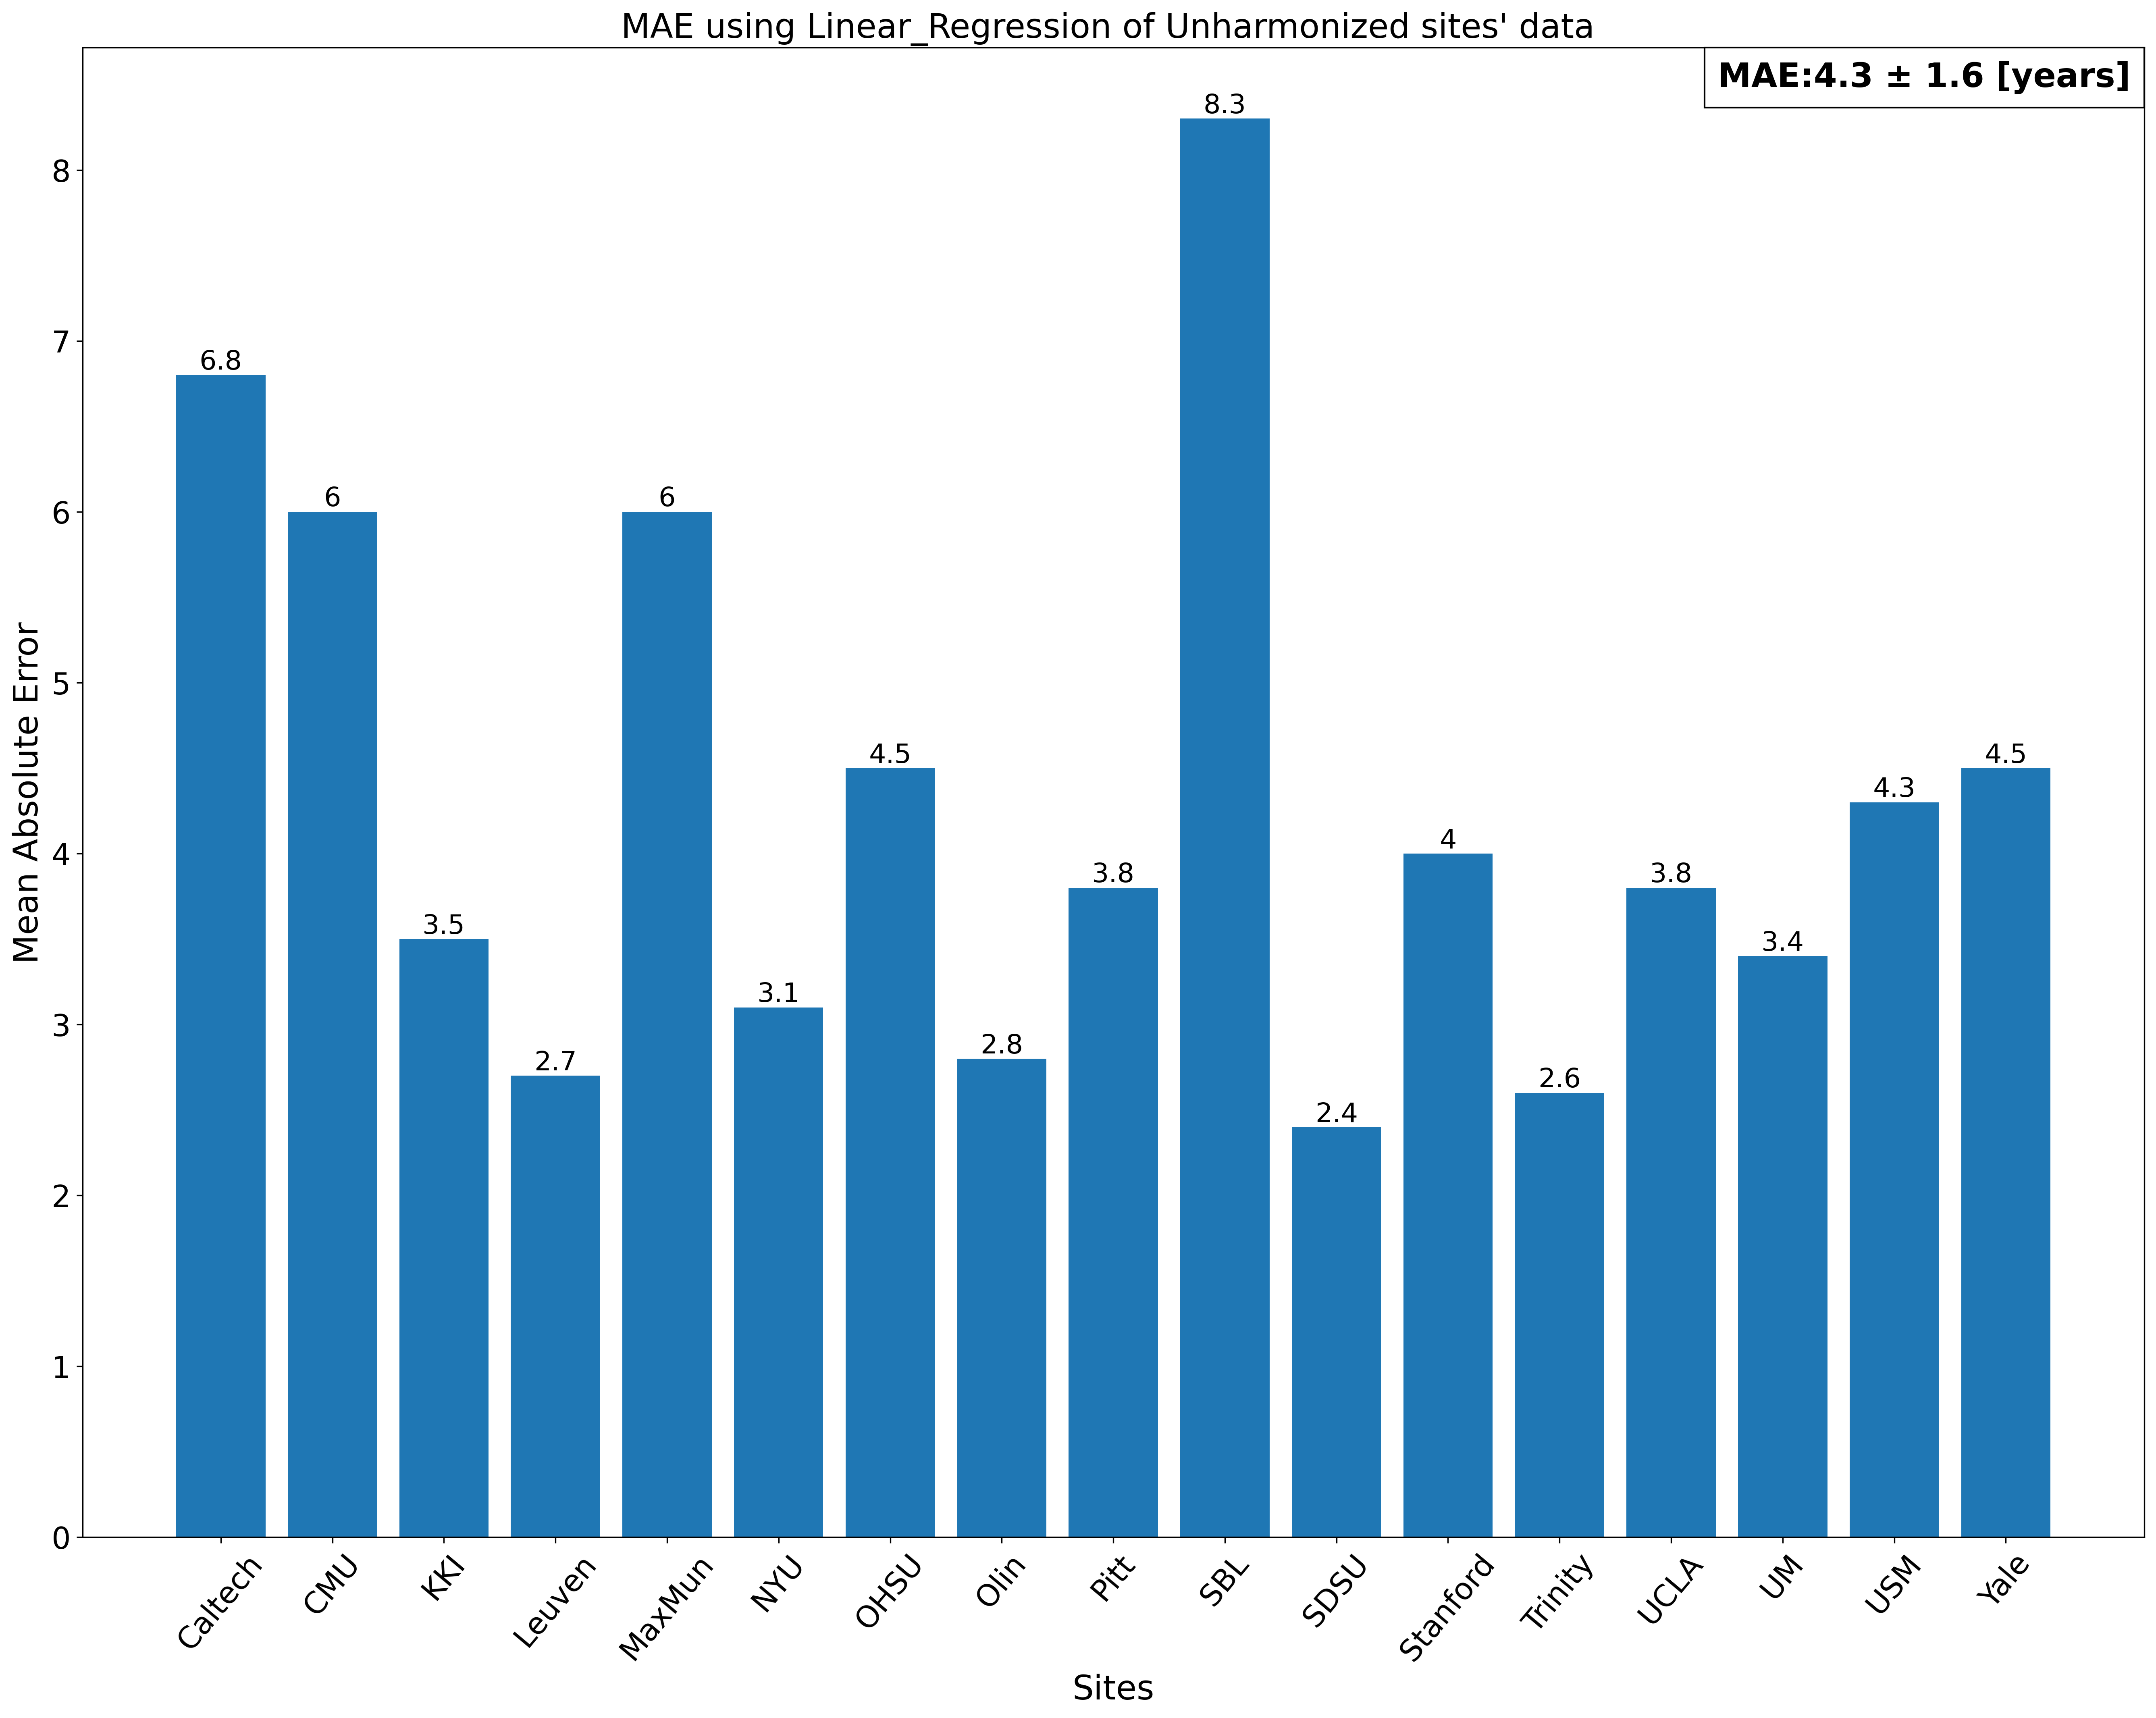 MAE using Linear_Regression of Unharmonized sites' data
MAE:4.3 ± 1.6 [years]
Mean Absolute Error
8
7
6
5
4
3
2
1
0
6.8
6
3.5
2.7
6
3.1
4.5
2.8
3.8
8.3
2.4
4
2.6
3.8
3.4
4.3
4.5
Caltech
CMU
KKI
Leuven
MaxMun
NYU
OHSU
Olin
Pitt
SBL
SDSU
Stanford
Trinity
UCLA
UM
USM
Yale
Sites